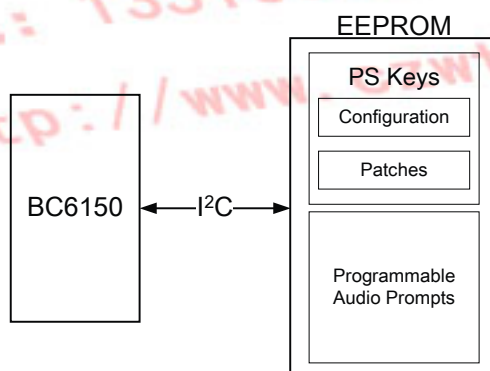 EEPROM
PS Keys
Configuration
Patches
BC6150
I²C
Programmable
Audio Prompts